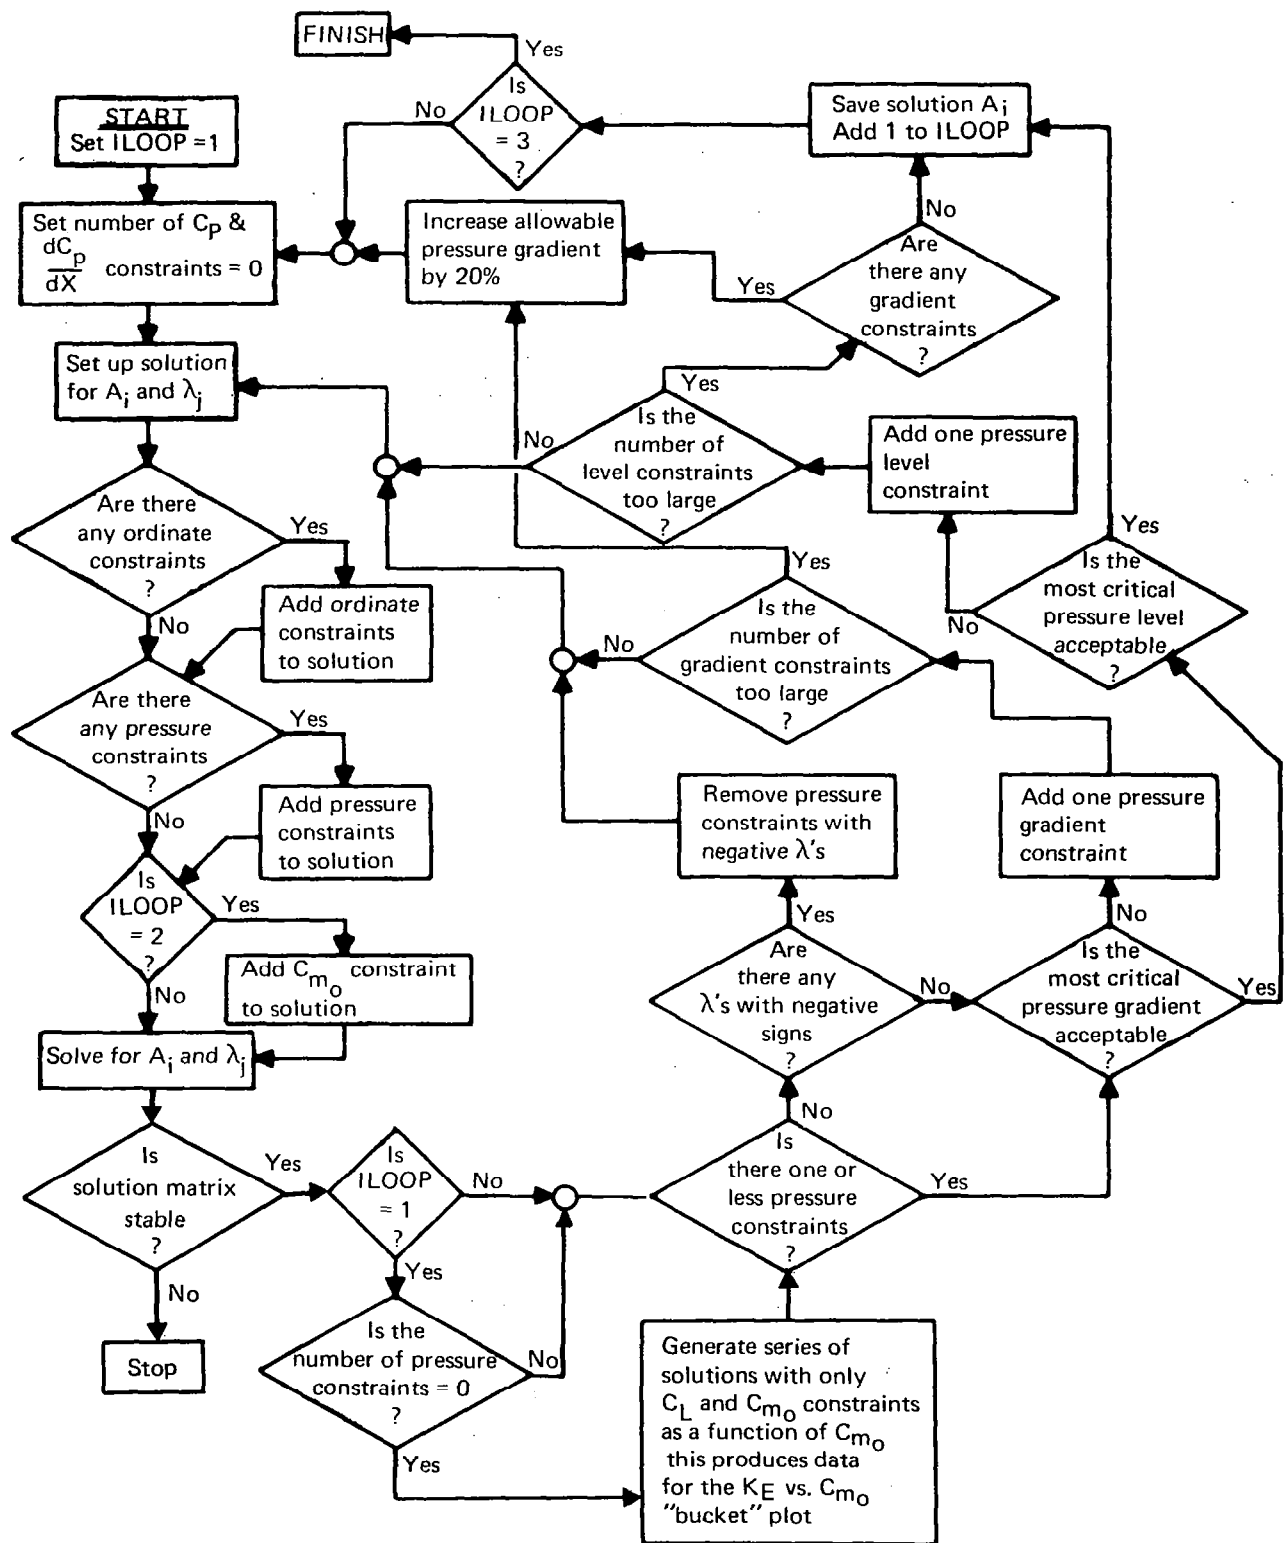 FINISH
Yes
Is
ILOOP
= 3
?
No
START
Set ILOOP = 1
Save solution Ai
Add 1 to ILOOP
Set number of CP &
dCp
dX
constraints = 0
Increase allowable
pressure gradient
by 20%
No
Are
there any
gradient
constraints
?
Yes
Set up solution
for Ai and λj
Yes
Is the
number of
level constraints
too large
?
No
Add one pressure
level
constraint
Are there
any ordinate
constraints
?
Yes
No
Add ordinate
constraints
to solution
Yes
Is the
most critical
pressure level
acceptable
?
No
Yes
Is the
number of
gradient constraints
too large
?
No
Are there
any pressure
constraints
?
Yes
No
Add pressure
constraints
to solution
Remove pressure
constraints with
negative λ's
Add one pressure
gradient
constraint
Is
ILOOP
= 2
?
Yes
No
Add Cmo constraint
to solution
Yes
Are
there any
λ's with negative
signs
?
No
No
Is the
most critical
pressure gradient
acceptable
?
Yes
Solve for Ai and λj
Is
solution matrix
stable
?
Yes
No
Stop
Is
ILOOP
= 1
?
No
Yes
No
Is
there one or
less pressure
constraints
?
Yes
Is the
number of pressure
constraints = 0
?
No
Yes
Generate series of
solutions with only
CL and Cmo constraints
as a function of Cmo
this produces data
for the KE vs. Cmo
"bucket" plot